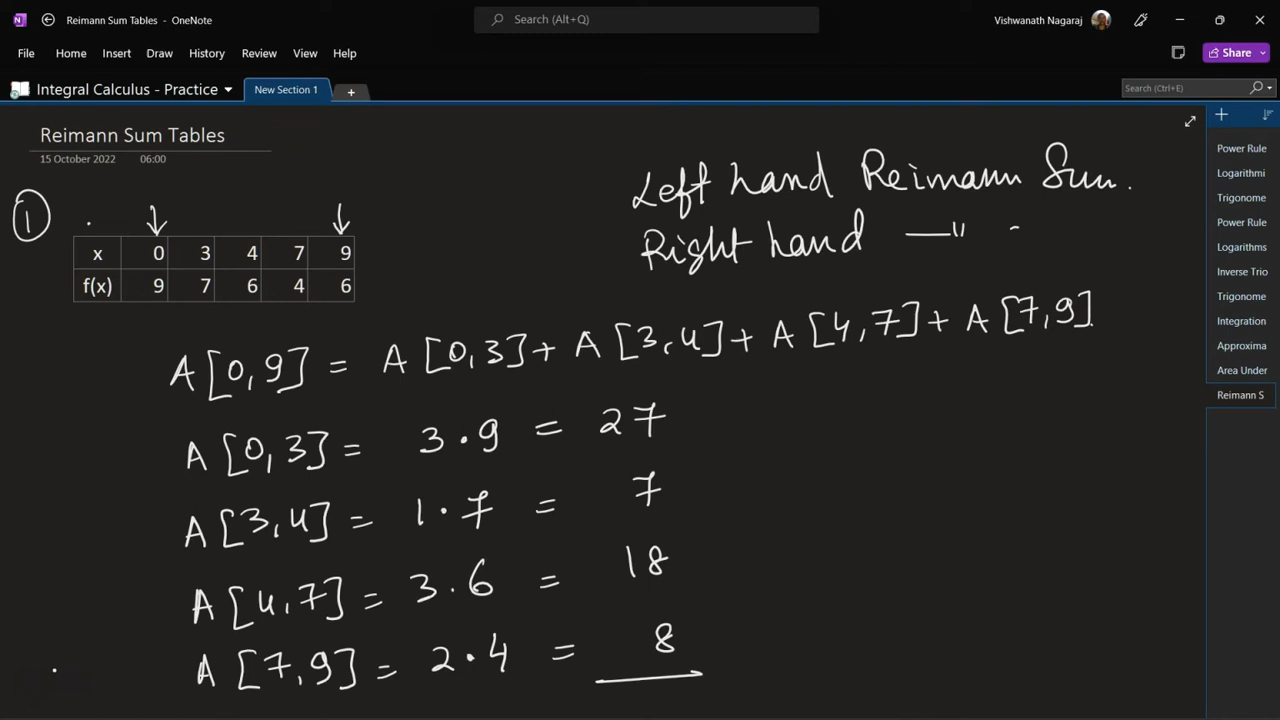 Reimann Sum Tables - OneNote
Search (Alt+Q)
Vishwanath Nagaraj
File Home Insert Draw History Review View Help
Share
Integral Calculus - Practice
New Section 1
+
Search (Ctrl+E)
Reimann Sum Tables
15 October 2022 06:00
Power Rule
Logarithmi
Trigonome
Power Rule
Logarithms
Inverse Trio
Trigonome
Integration
Approxima
Area Under
Reimann S
1
x 0 3 4 7 9
f(x) 9 7 6 4 6
Left hand Reimann Sum.
Right hand —"
A[0,9] = A[0,3] + A[3,4] + A[4,7] + A[7,9]
A[0,3] = 3·9 = 27
A[3,4] = 1·7 = 7
A[4,7] = 3·6 = 18
A[7,9] = 2·4 = 8